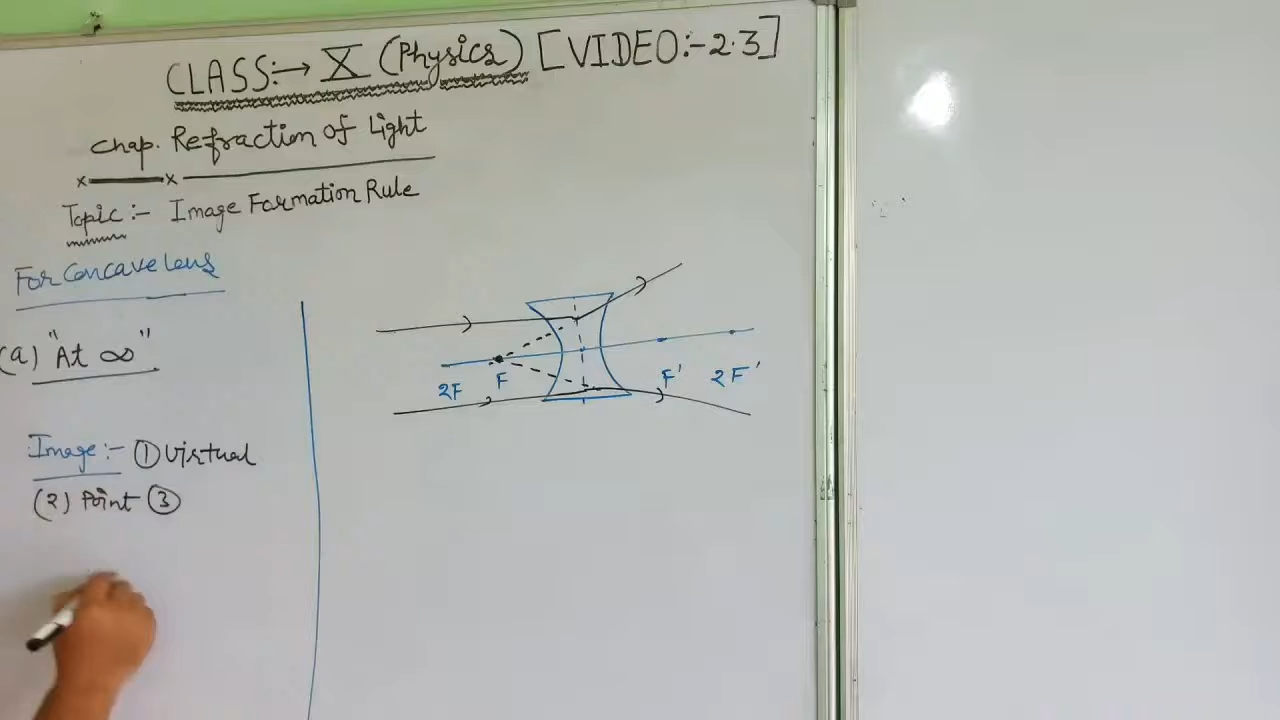 CLASS:→ X (Physics) [VIDEO:-2.3]
Chap. Refraction of Light
Topic:- Image Formation Rule
For Concave Lens
(a) "At ∞"
2F F F' 2F'
Image:- ① Virtual
(2) Point ③